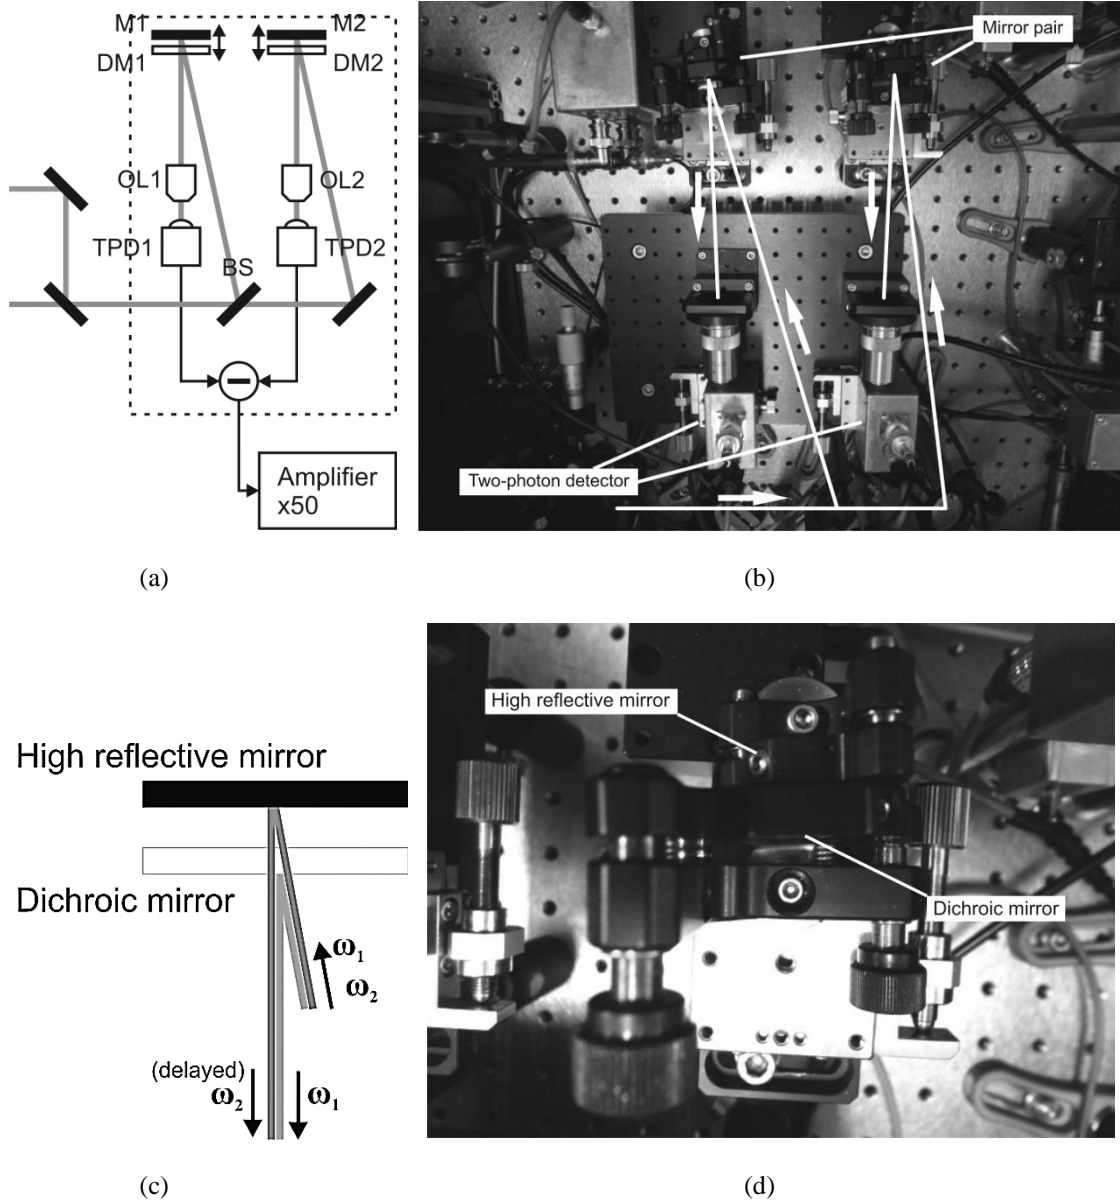 M1
M2
DM1
DM2
OL1
OL2
TPD1
TPD2
BS
Amplifier
x50
Mirror pair
Two-photon detector
(a)
(b)
High reflective mirror
Dichroic mirror
ω1
ω2
(delayed)
ω2
ω1
High reflective mirror
Dichroic mirror
(c)
(d)